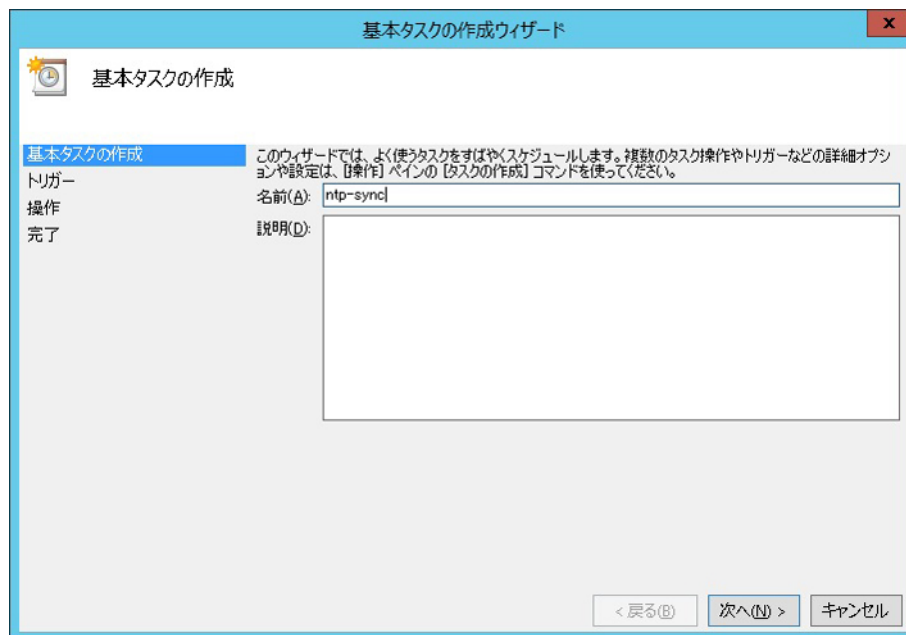 基本タスクの作成ウィザード
x
基本タスクの作成
基本タスクの作成
トリガー
操作
完了
このウィザードでは、よく使うタスクをすばやくスケジュールします。複数のタスク操作やトリガーなどの詳細オプシ
ョンや設定は、[操作] ペインの [タスクの作成] コマンドを使ってください。
名前(A): ntp-sync
説明(D):
< 戻る(B)
次へ(N) >
キャンセル